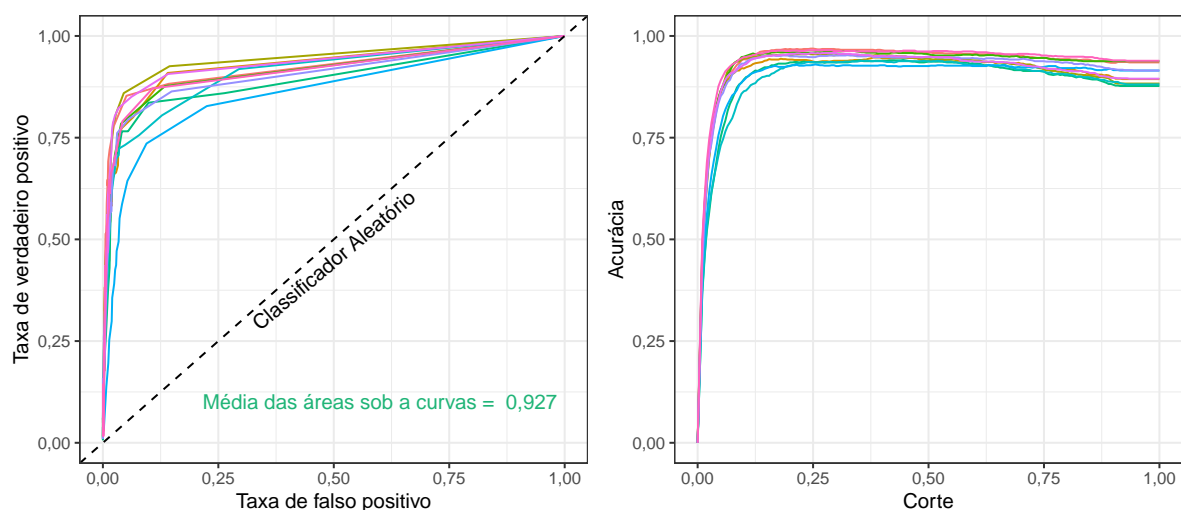 Taxa de verdadeiro positivo
1,00
0,75
0,50
0,25
0,00
Classificador Aleatório
Média das áreas sob a curvas = 0,927
0,00 0,25 0,50 0,75 1,00
Taxa de falso positivo
Acurácia
1,00
0,75
0,50
0,25
0,00
0,00 0,25 0,50 0,75 1,00
Corte